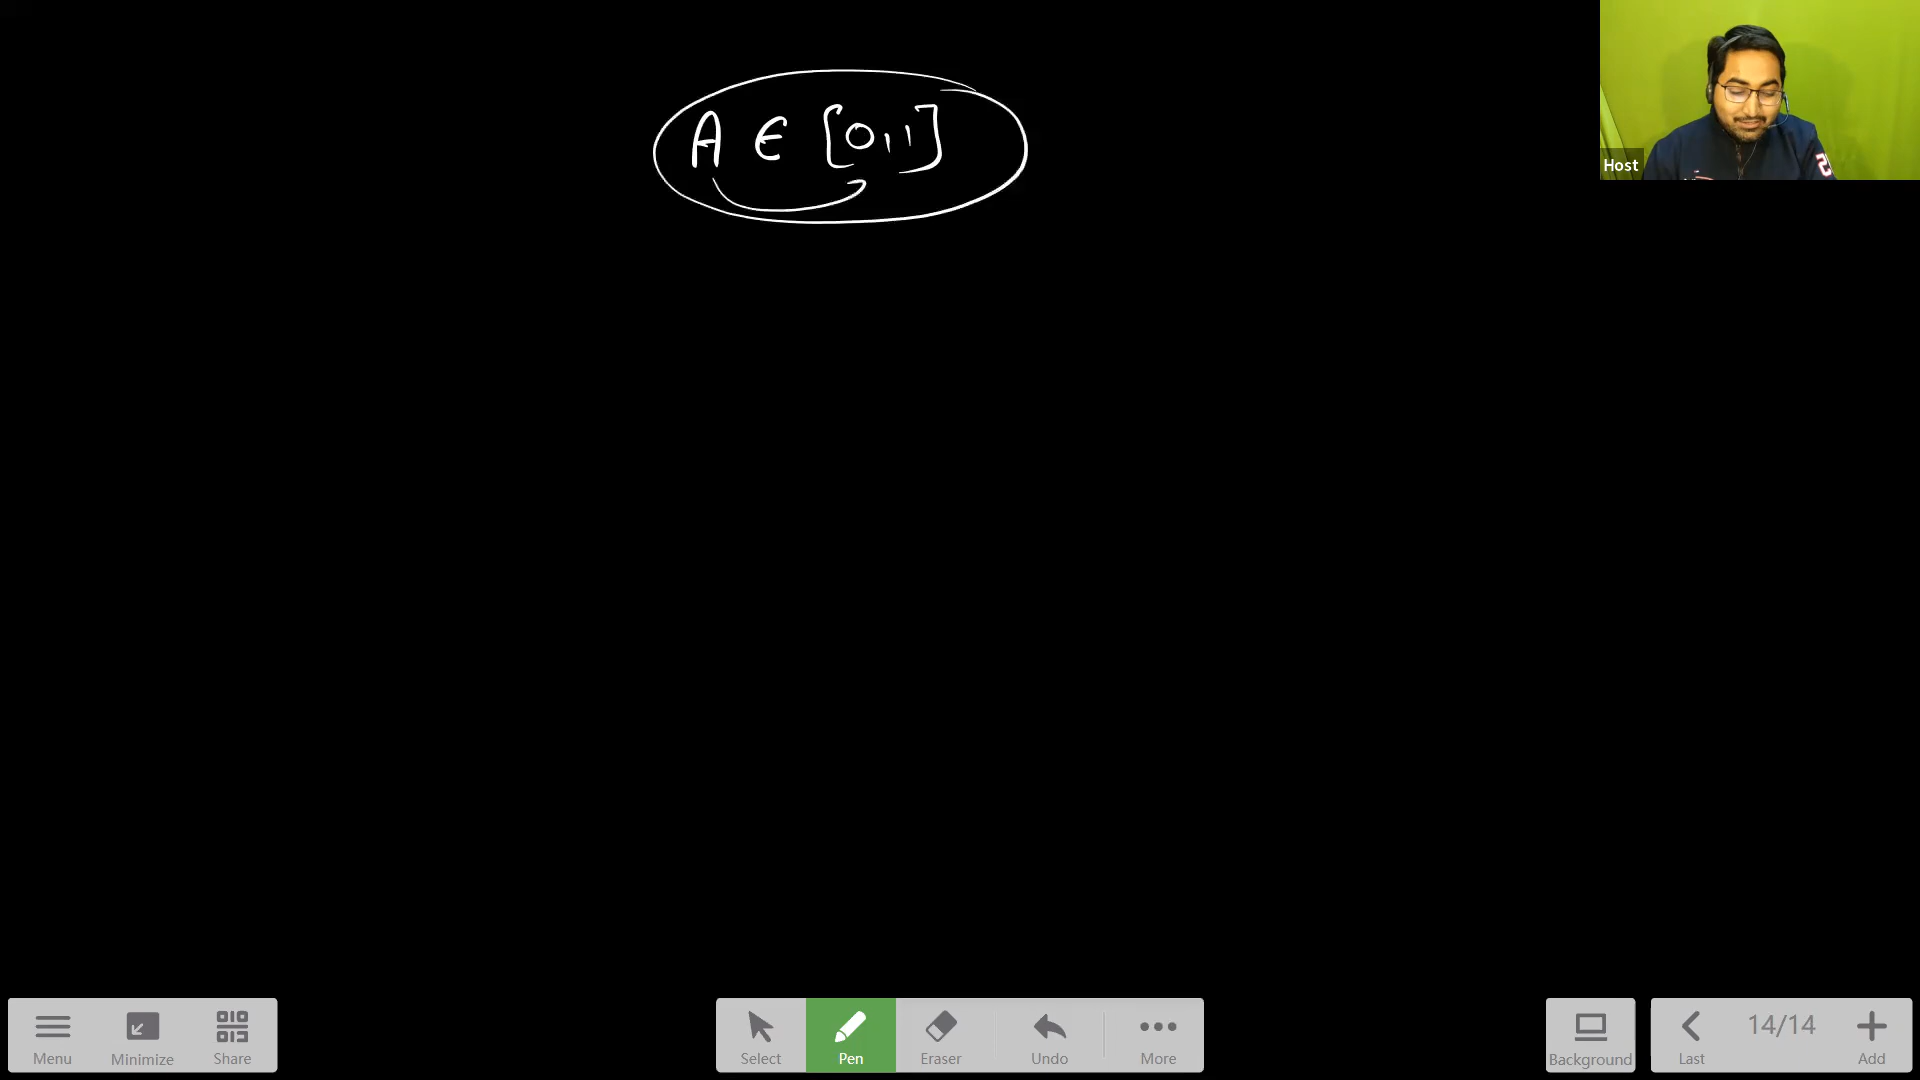 A ∈ [0,1]
Host
Menu
Minimize
Share
Select
Pen
Eraser
Undo
More
Background
Last
14/14
Add